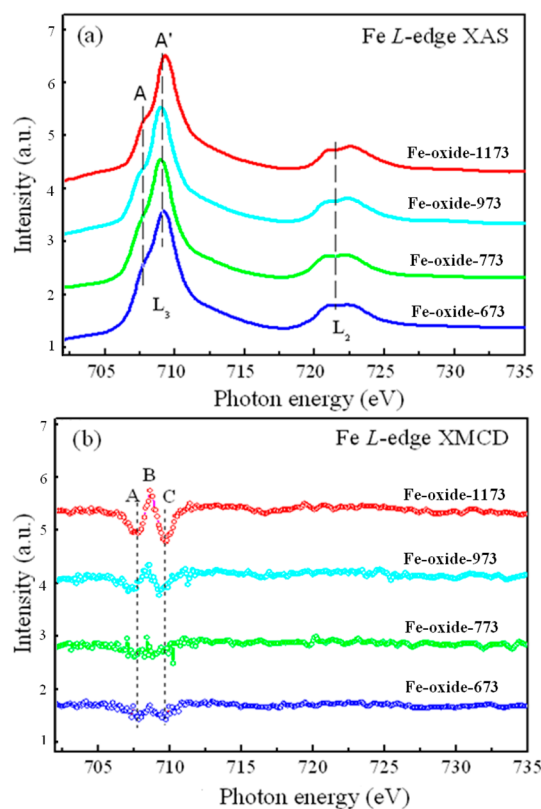 (a)
Fe L-edge XAS
A'
A
Fe-oxide-1173
Fe-oxide-973
Fe-oxide-773
Fe-oxide-673
L3
L2
Intensity (a.u.)
7
6
5
4
3
2
1
705 710 715 720 725 730 735
Photon energy (eV)
(b)
Fe L-edge XMCD
B
A C
Fe-oxide-1173
Fe-oxide-973
Fe-oxide-773
Fe-oxide-673
Intensity (a.u.)
7
6
5
4
3
2
1
705 710 715 720 725 730 735
Photon energy (eV)